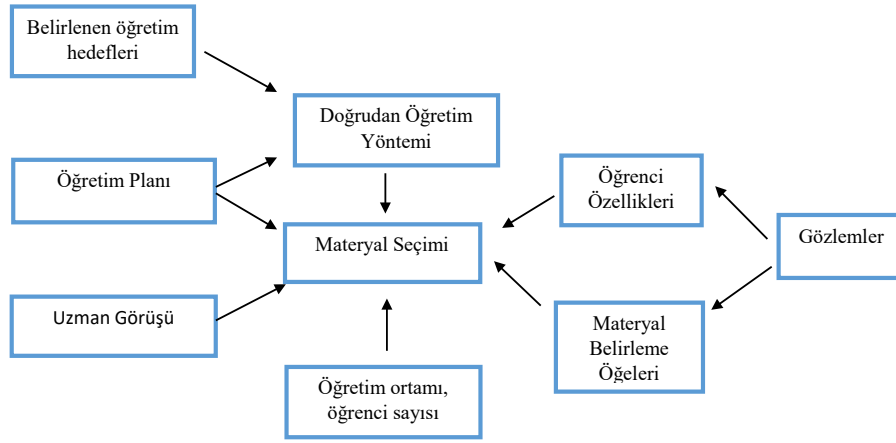 Belirlenen öğretim
hedefleri
Doğrudan Öğretim
Yöntemi
Öğretim Planı
Öğrenci
Özellikleri
Materyal Seçimi
Gözlemler
Uzman Görüşü
Materyal
Belirleme
Öğeleri
Öğretim ortamı,
öğrenci sayısı